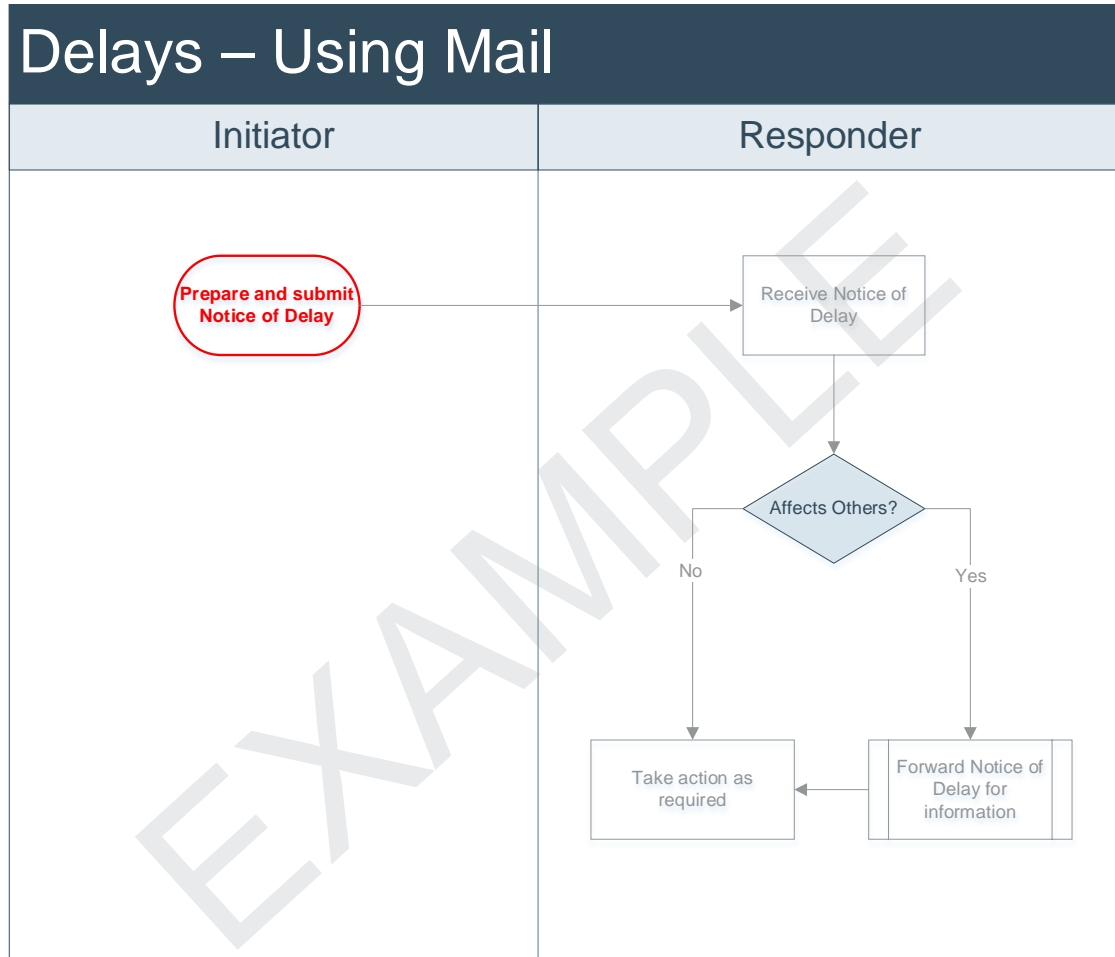 Delays – Using Mail
Initiator
Responder
Prepare and submit
Notice of Delay
Receive Notice of
Delay
Affects Others?
No
Yes
Take action as
required
Forward Notice of
Delay for
information
EXAMPLE